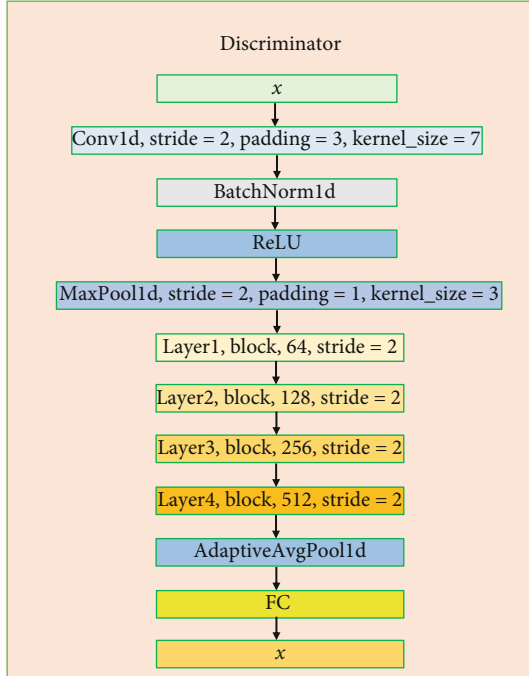 Discriminator
x
Conv1d, stride = 2, padding = 3, kernel_size = 7
BatchNorm1d
ReLU
MaxPool1d, stride = 2, padding = 1, kernel_size = 3
Layer1, block, 64, stride = 2
Layer2, block, 128, stride = 2
Layer3, block, 256, stride = 2
Layer4, block, 512, stride = 2
AdaptiveAvgPool1d
FC
x